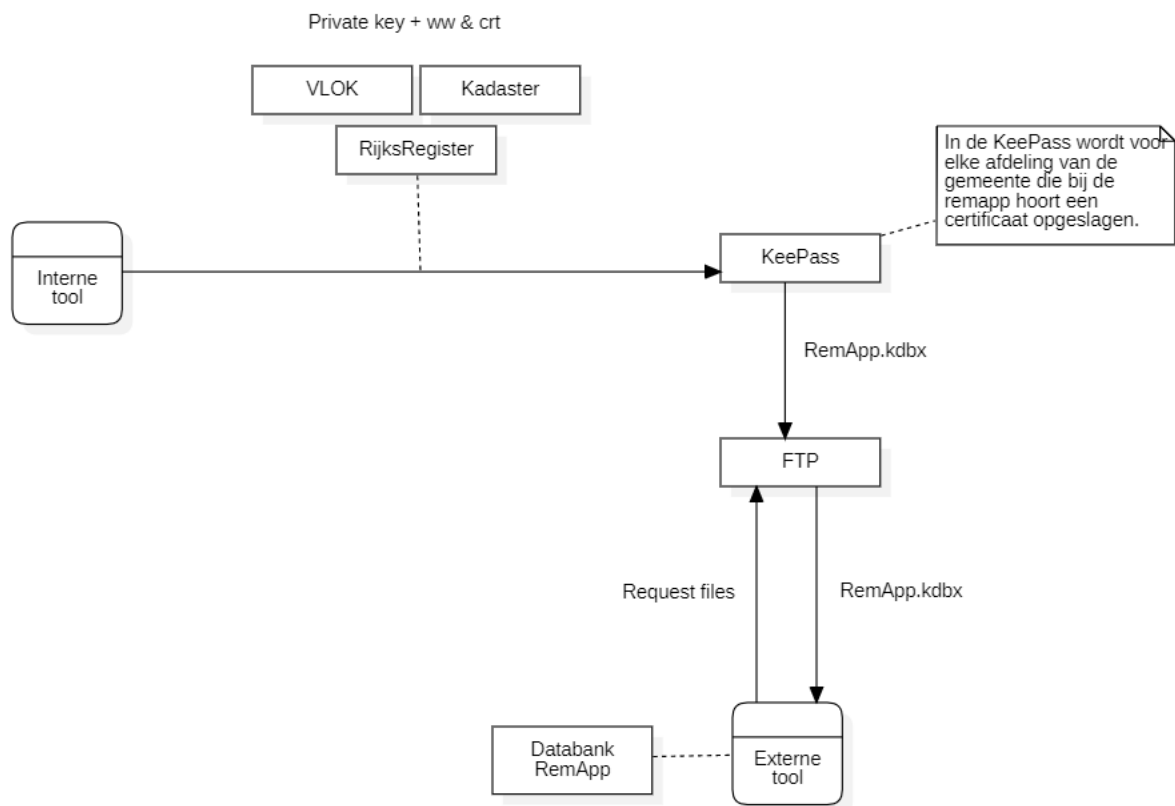 Private key + ww & crt
VLOK
Kadaster
RijksRegister
In de KeePass wordt voor
elke afdeling van de
gemeente die bij de
remapp hoort een
certificaat opgeslagen.
KeePass
Interne
tool
RemApp.kdbx
FTP
Request files
RemApp.kdbx
Databank
RemApp
Externe
tool